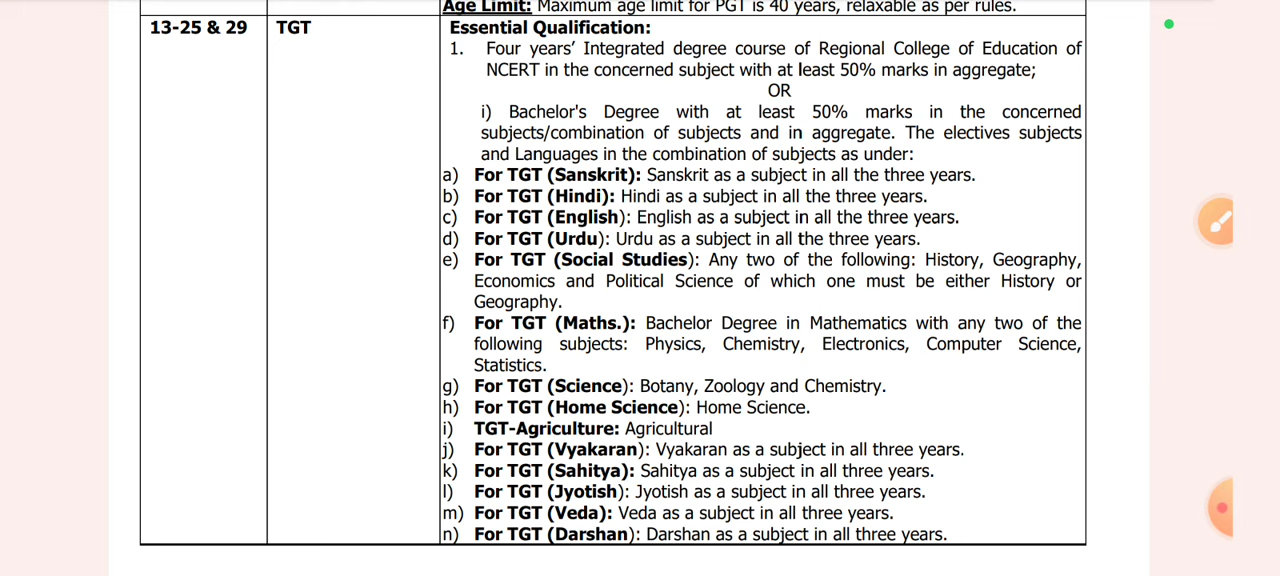 Age Limit: Maximum age limit for PGT is 40 years, relaxable as per rules.
13-25 & 29 TGT Essential Qualification:
1. Four years' Integrated degree course of Regional College of Education of
NCERT in the concerned subject with at least 50% marks in aggregate;
OR
i) Bachelor's Degree with at least 50% marks in the concerned
subjects/combination of subjects and in aggregate. The electives subjects
and Languages in the combination of subjects as under:
a) For TGT (Sanskrit): Sanskrit as a subject in all the three years.
b) For TGT (Hindi): Hindi as a subject in all the three years.
c) For TGT (English): English as a subject in all the three years.
d) For TGT (Urdu): Urdu as a subject in all the three years.
e) For TGT (Social Studies): Any two of the following: History, Geography,
Economics and Political Science of which one must be either History or
Geography.
f) For TGT (Maths.): Bachelor Degree in Mathematics with any two of the
following subjects: Physics, Chemistry, Electronics, Computer Science,
Statistics.
g) For TGT (Science): Botany, Zoology and Chemistry.
h) For TGT (Home Science): Home Science.
i) TGT-Agriculture: Agricultural
j) For TGT (Vyakaran): Vyakaran as a subject in all three years.
k) For TGT (Sahitya): Sahitya as a subject in all three years.
l) For TGT (Jyotish): Jyotish as a subject in all three years.
m) For TGT (Veda): Veda as a subject in all three years.
n) For TGT (Darshan): Darshan as a subject in all three years.